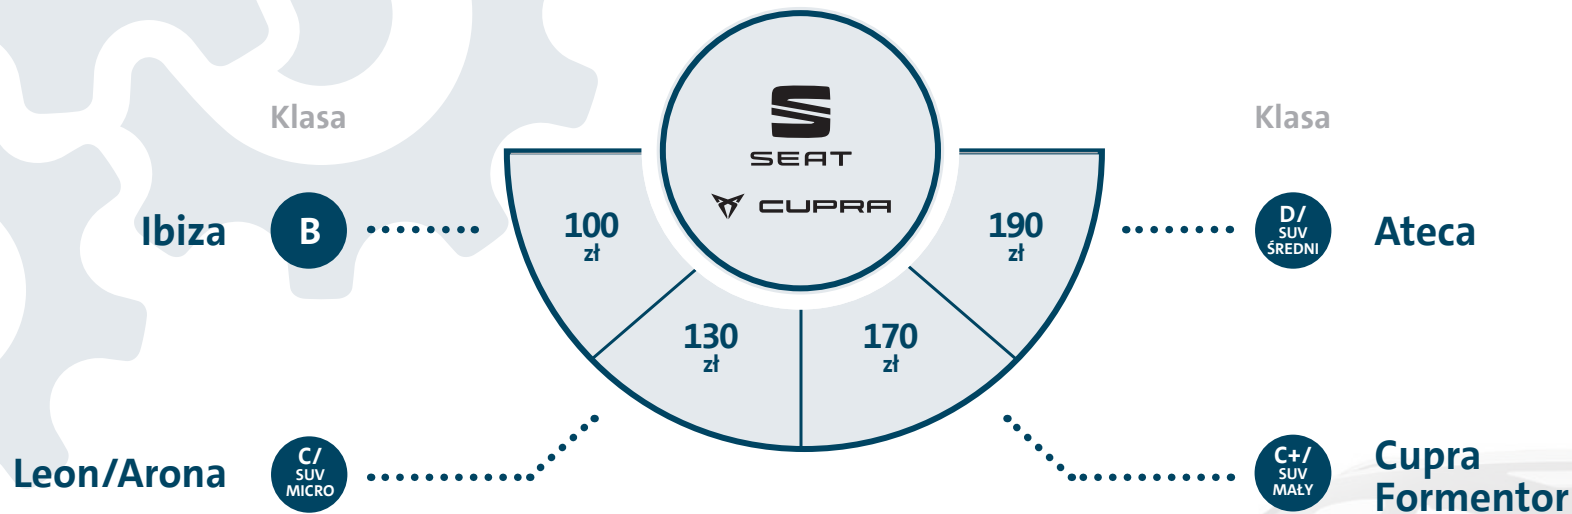 Klasa
Klasa
SEAT
CUPRA
Ibiza
B
100
zł
190
zł
D/
SUV
ŚREDNI
Ateca
130
zł
170
zł
Leon/Arona
C/
SUV
MICRO
C+/
SUV
MAŁY
Cupra
Formentor